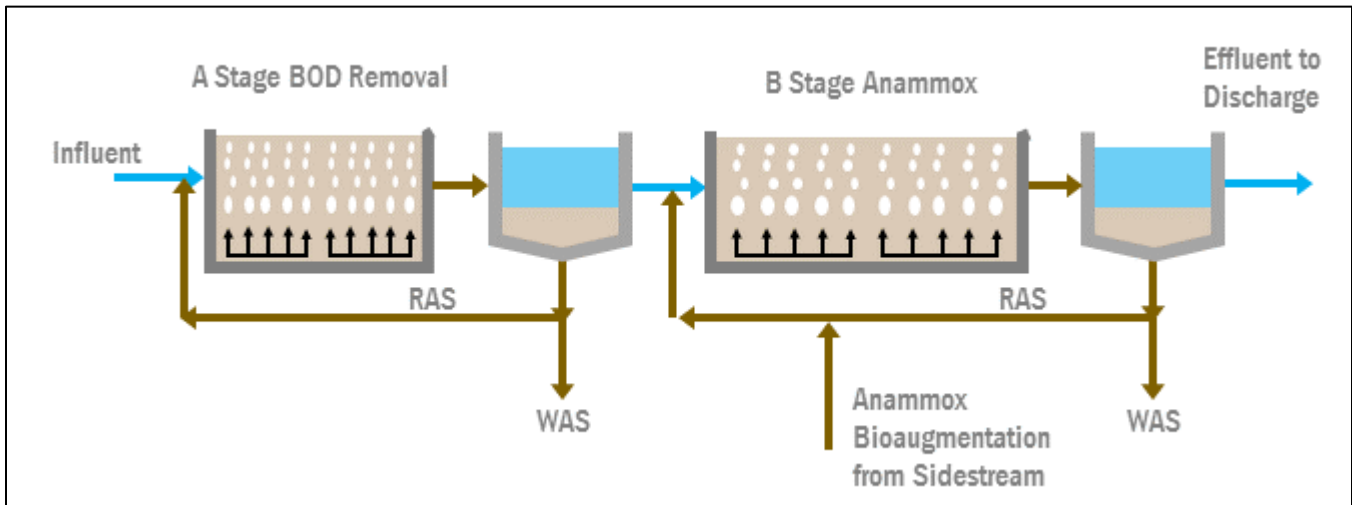 A Stage BOD Removal
B Stage Anammox
Effluent to
Discharge
Influent
RAS
RAS
WAS
Anammox
Bioaugmentation
from Sidestream
WAS